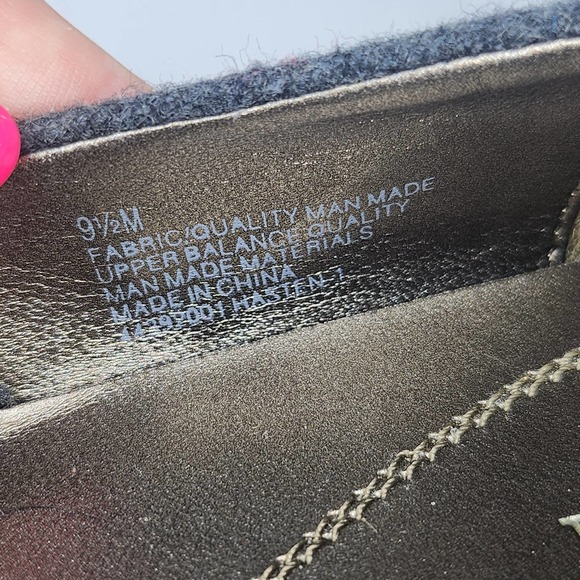 9½M
FABRIC/QUALITY MAN MADE
UPPER BALANCE QUALITY
MAN MADE MATERIALS
MADE IN CHINA
HASTEN-1